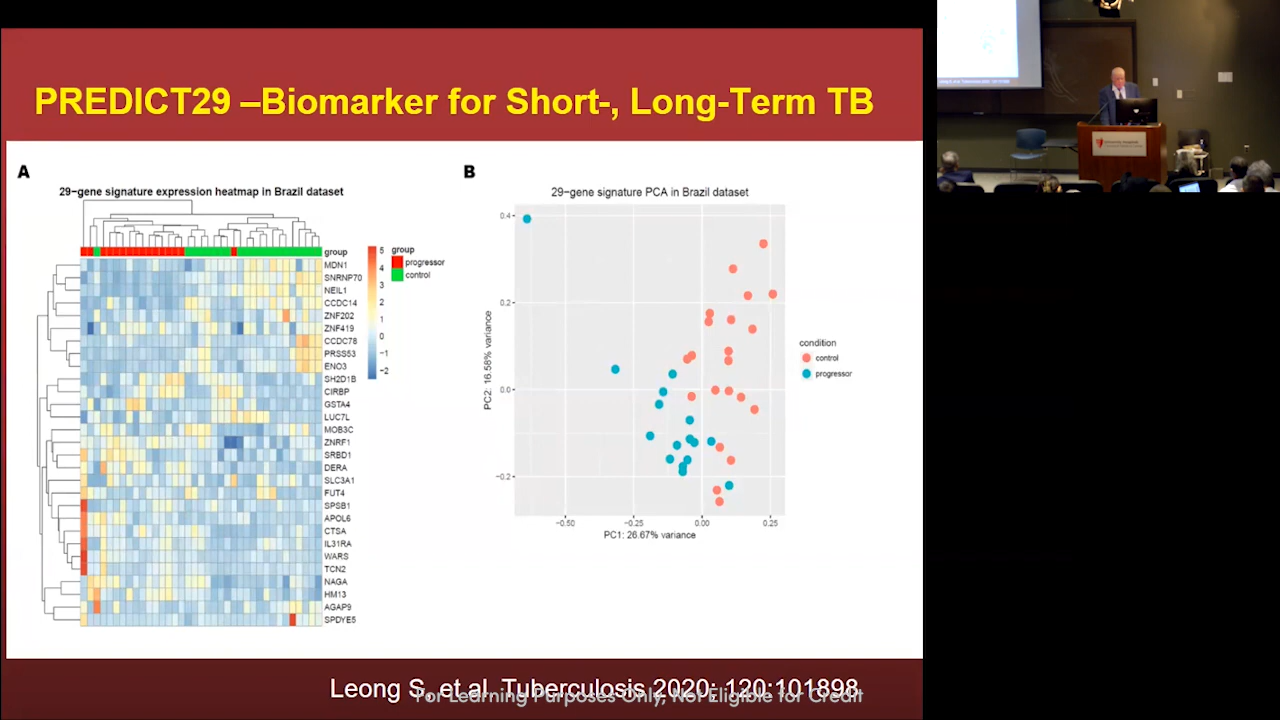 PREDICT29 –Biomarker for Short-, Long-Term TB
A
29−gene signature expression heatmap in Brazil dataset
group
MDN1
SNRNP70
NEIL1
CCDC14
ZNF202
ZNF419
CCDC78
PRSS53
ENO3
SH2D1B
CIRBP
GSTA4
LUC7L
MOB3C
ZNRF1
SRBD1
DERA
SLC3A1
FUT4
SPSB1
APOL6
CTSA
IL31RA
WARS
TCN2
NAGA
HM13
AGAP9
SPDYE5
5
4
3
2
1
0
−1
−2
group
progressor
control
B
29−gene signature PCA in Brazil dataset
0.4
0.2
0.0
−0.2
PC2: 16.58% variance
−0.50
−0.25
0.00
0.25
PC1: 26.67% variance
condition
control
progressor
Leong S, et al. Tuberculosis 2020; 120:101898
For Learning Purposes Only, Not Eligible for Credit
University Hospitals